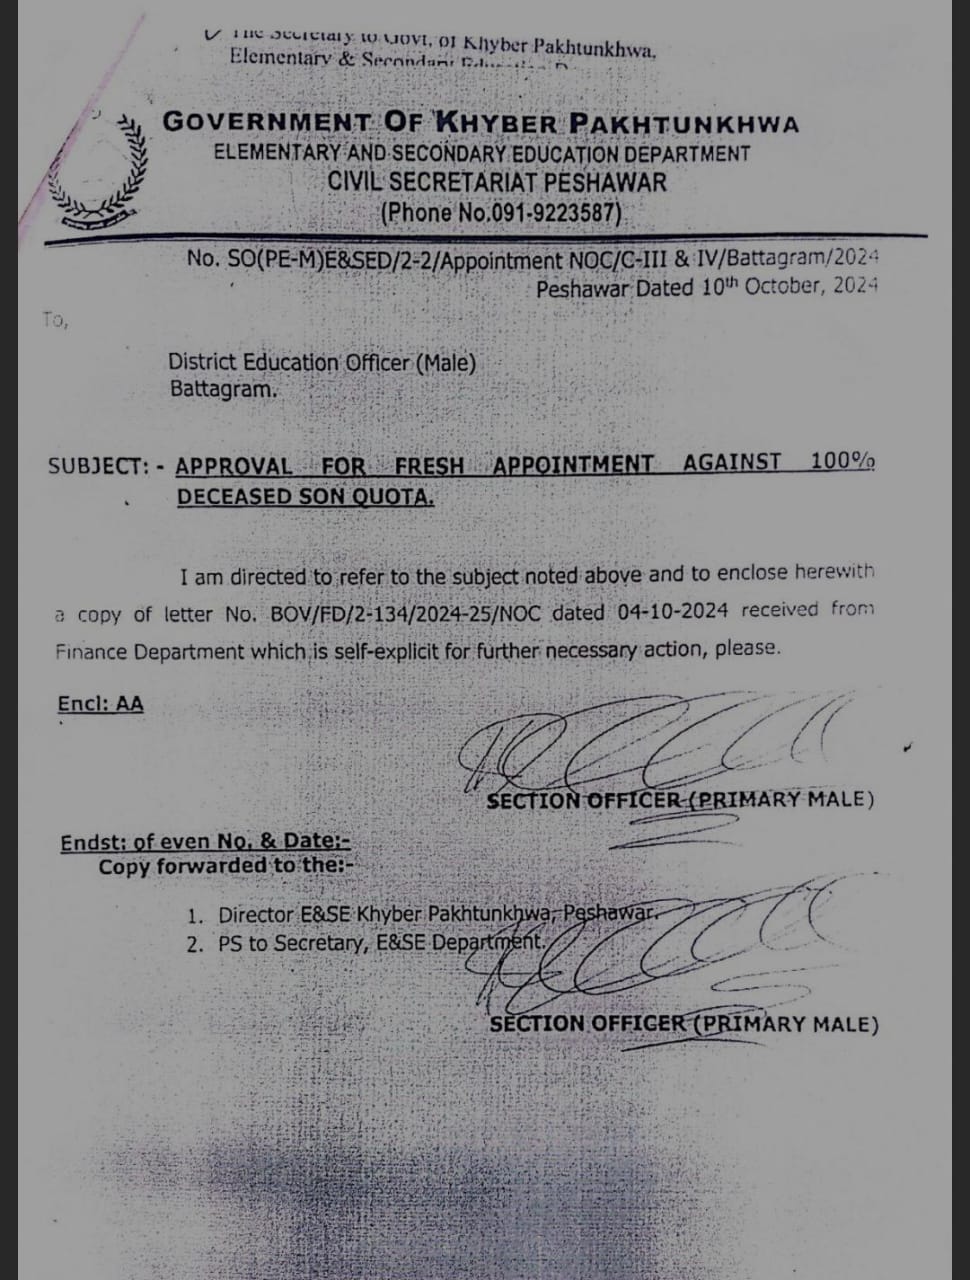 The Secretary to Govt. of Khyber Pakhtunkhwa,
Elementary & Secondary
GOVERNMENT OF KHYBER PAKHTUNKHWA
ELEMENTARY AND SECONDARY EDUCATION DEPARTMENT
CIVIL SECRETARIAT PESHAWAR
(Phone No.091-9223587)
No. SO(PE-M)E&SED/2-2/Appointment NOC/C-III & IV/Battagram/2024
Peshawar Dated 10th October, 2024
To,
District Education Officer (Male)
Battagram.
SUBJECT: - APPROVAL FOR FRESH APPOINTMENT AGAINST 100%
DECEASED SON QUOTA.
I am directed to refer to the subject noted above and to enclose herewith
a copy of letter No. BOV/FD/2-134/2024-25/NOC dated 04-10-2024 received from
Finance Department which is self-explicit for further necessary action, please.
Encl: AA
SECTION OFFICER (PRIMARY MALE)
Endst: of even No. & Date:-
Copy forwarded to the:-
1. Director E&SE Khyber Pakhtunkhwa, Peshawar.
2. PS to Secretary, E&SE Department.
SECTION OFFICER (PRIMARY MALE)